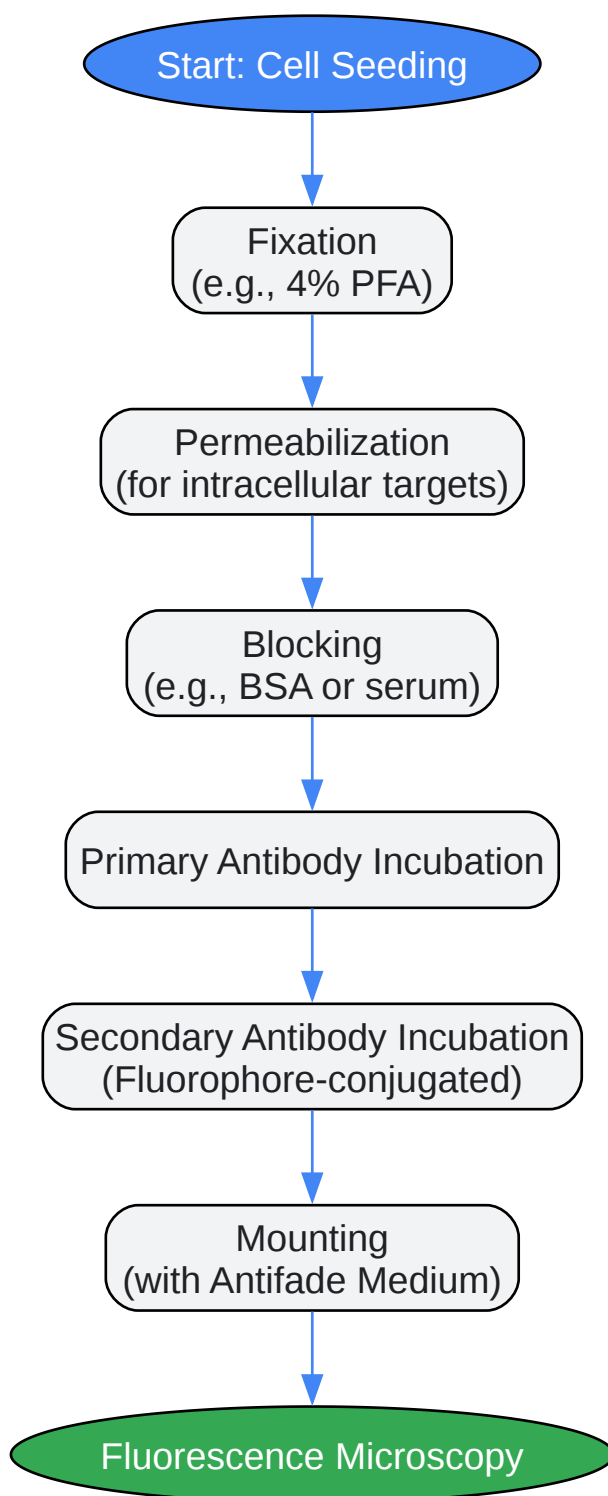 Start: Cell Seeding
Fixation
(e.g., 4% PFA)
Permeabilization
(for intracellular targets)
Blocking
(e.g., BSA or serum)
Primary Antibody Incubation
Secondary Antibody Incubation
(Fluorophore-conjugated)
Mounting
(with Antifade Medium)
Fluorescence Microscopy